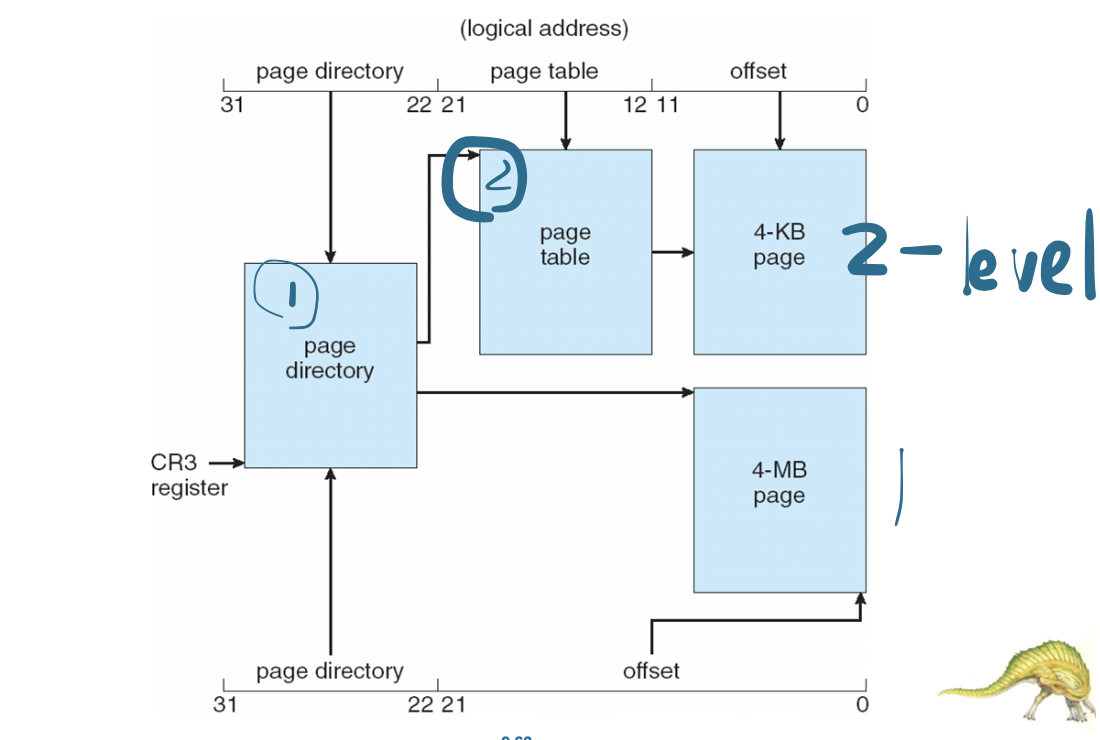 (logical address)
page directory page table offset
31 22 21 12 11 0
2
page
table
4-KB
page
2-level
1
page
directory
CR3
register
4-MB
page
1
page directory offset
31 22 21 0